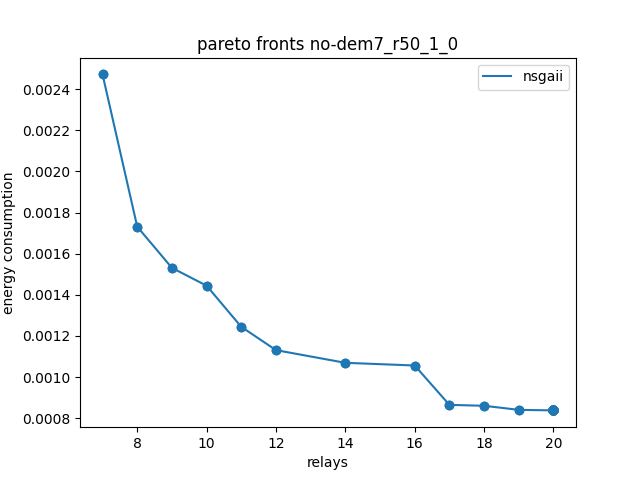 pareto fronts no-dem7_r50_1_0
nsgaii
0.0024
0.0022
0.0020
0.0018
0.0016
0.0014
0.0012
0.0010
0.0008
energy consumption
8 10 12 14 16 18 20
relays